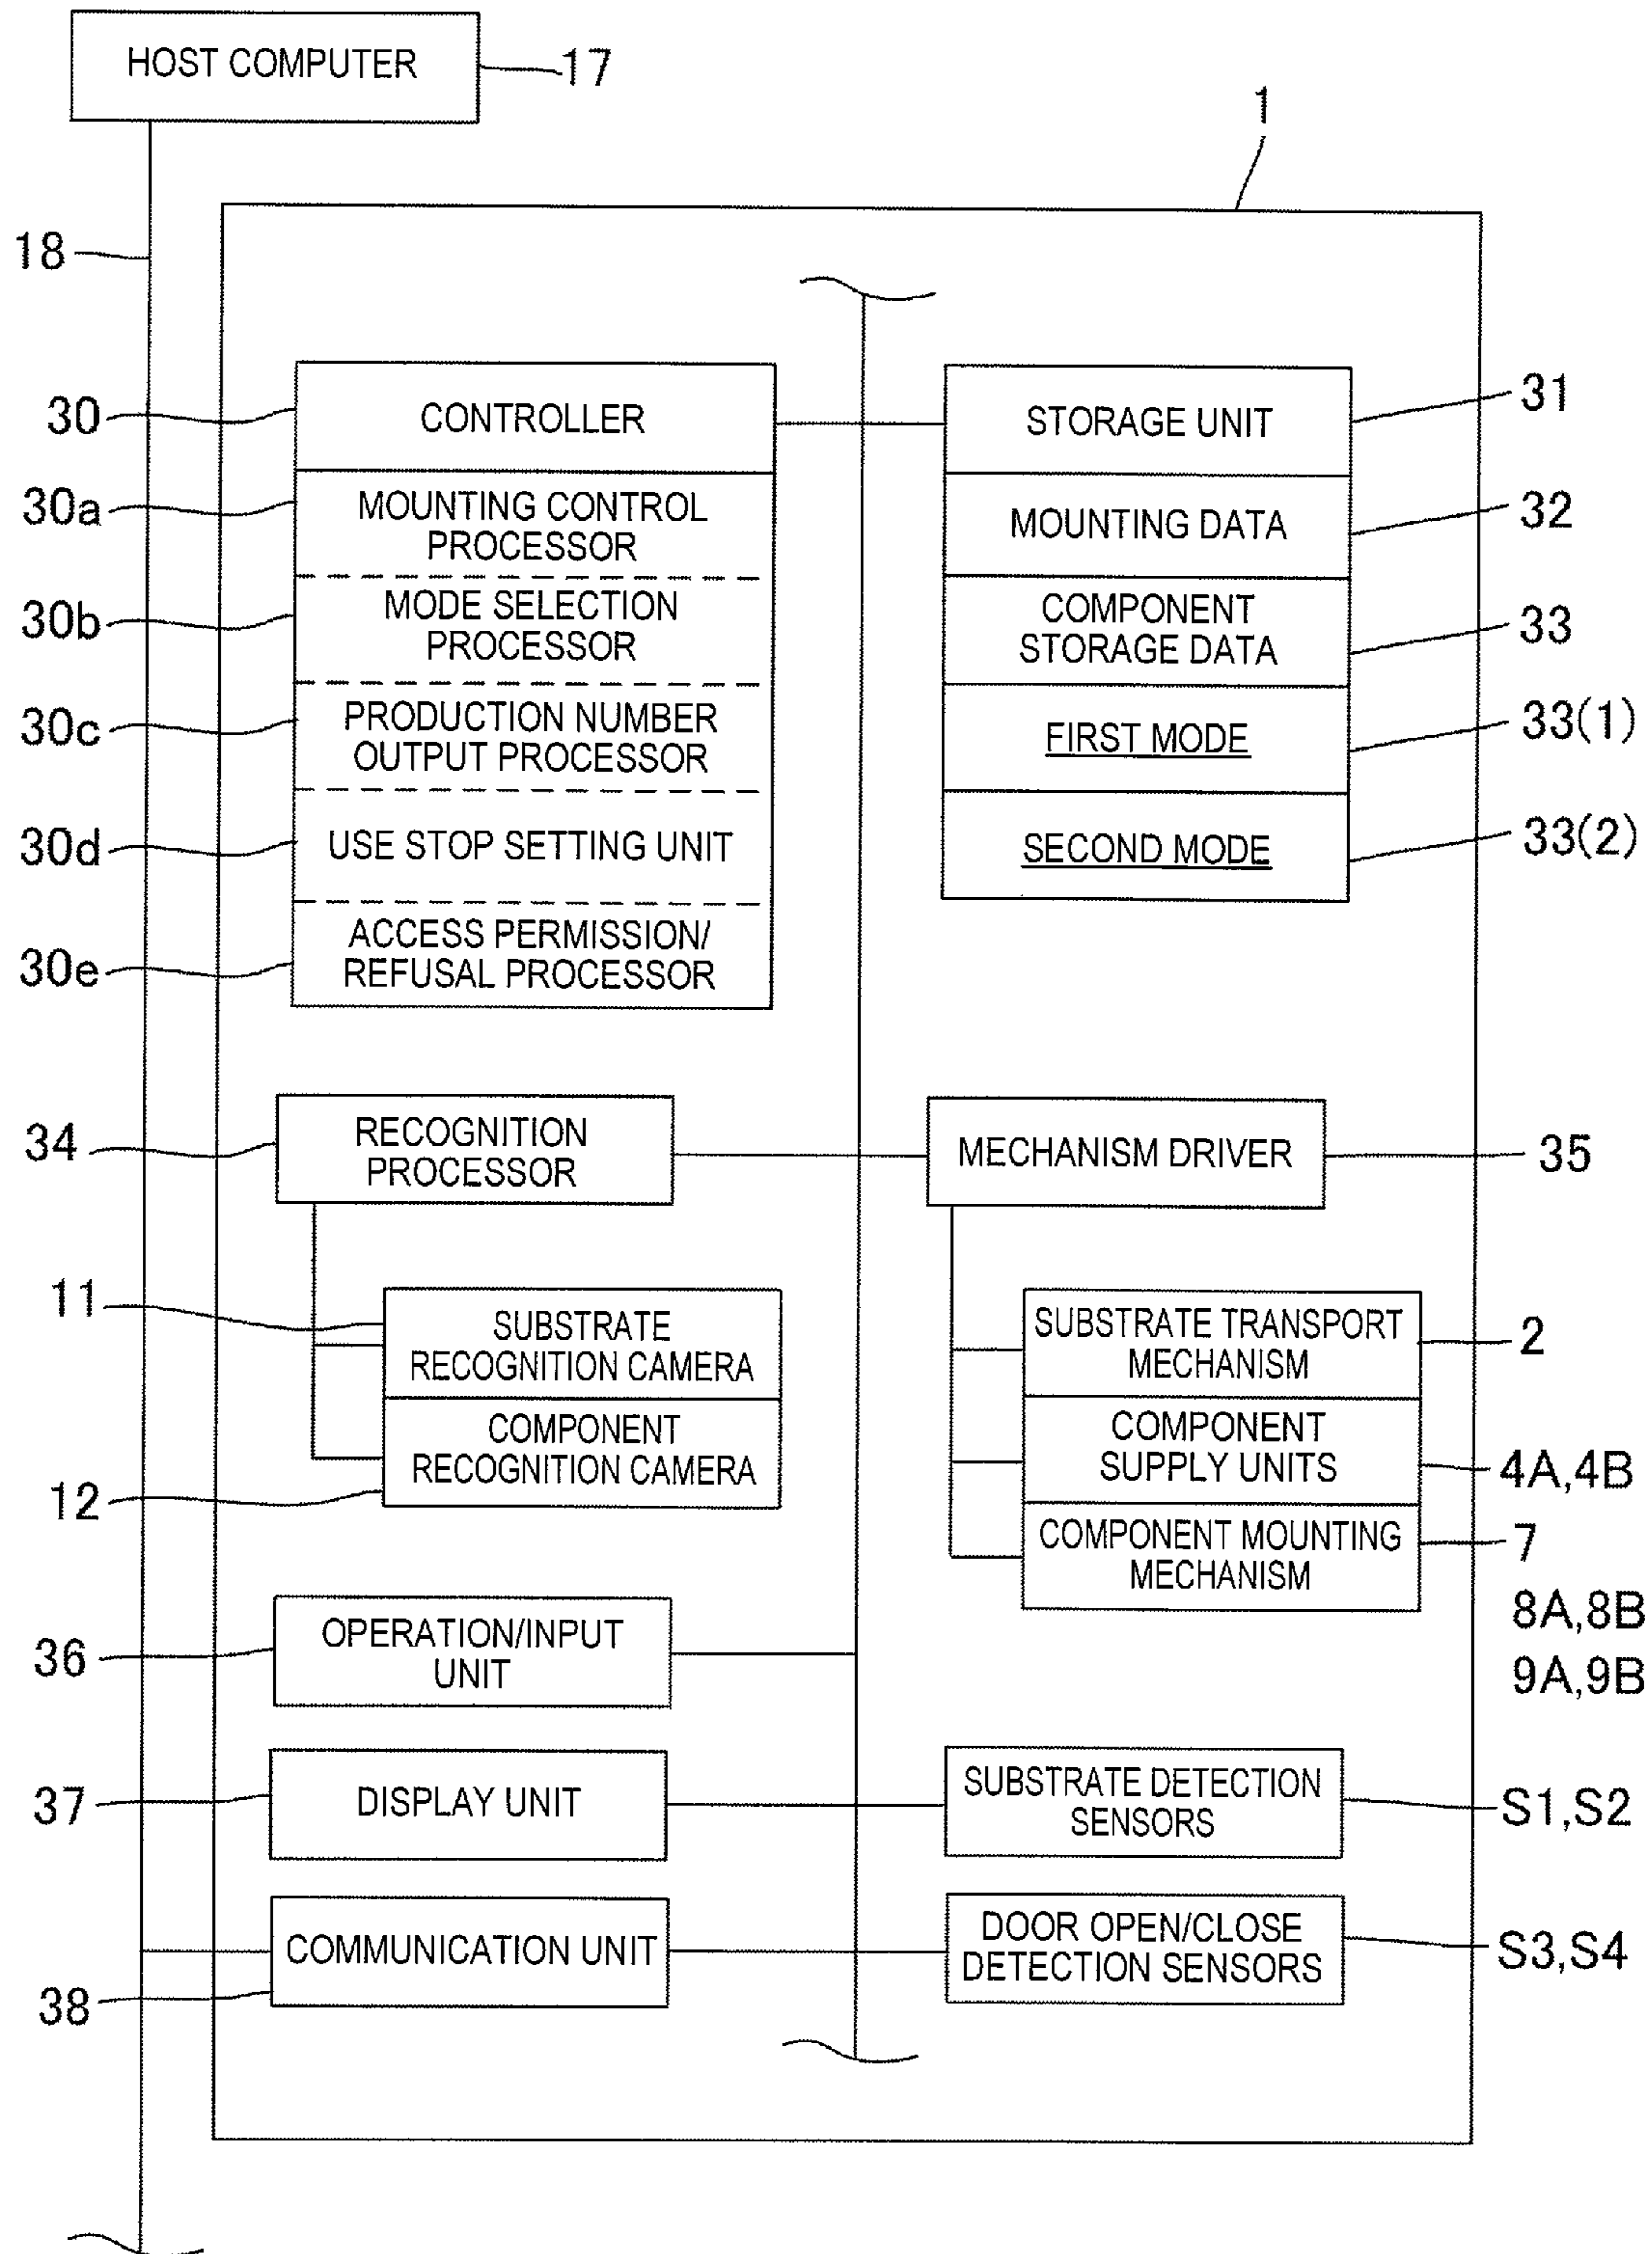 HOST COMPUTER
17
1
18
30
CONTROLLER
STORAGE UNIT
31
30a
MOUNTING CONTROL
PROCESSOR
MOUNTING DATA
32
30b
MODE SELECTION
PROCESSOR
COMPONENT
STORAGE DATA
33
30c
PRODUCTION NUMBER
OUTPUT PROCESSOR
FIRST MODE
33(1)
30d
USE STOP SETTING UNIT
SECOND MODE
33(2)
30e
ACCESS PERMISSION/
REFUSAL PROCESSOR
34
RECOGNITION
PROCESSOR
MECHANISM DRIVER
35
11
SUBSTRATE
RECOGNITION CAMERA
SUBSTRATE TRANSPORT
MECHANISM
2
12
COMPONENT
RECOGNITION CAMERA
COMPONENT
SUPPLY UNITS
4A,4B
COMPONENT MOUNTING
MECHANISM
7
8A,8B
9A,9B
36
OPERATION/INPUT
UNIT
37
DISPLAY UNIT
SUBSTRATE DETECTION
SENSORS
S1,S2
38
COMMUNICATION UNIT
DOOR OPEN/CLOSE
DETECTION SENSORS
S3,S4